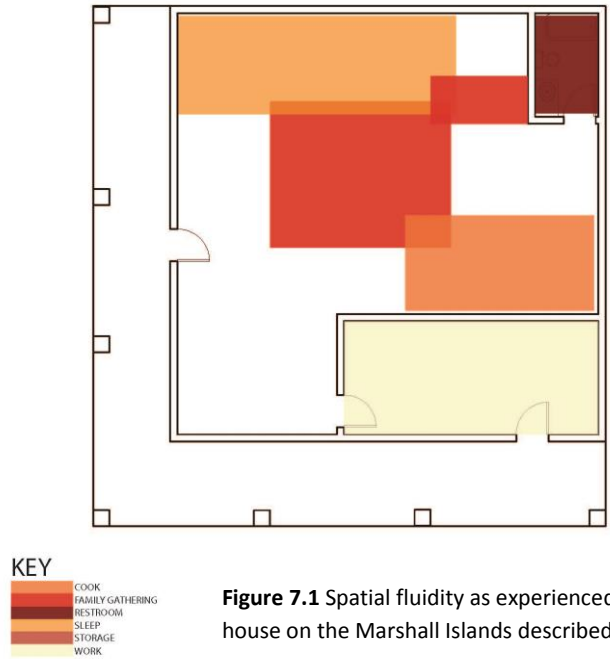 KEY
COOK
FAMILY GATHERING
RESTROOM
SLEEP
STORAGE
WORK
Figure 7.1 Spatial fluidity as experienced
house on the Marshall Islands described